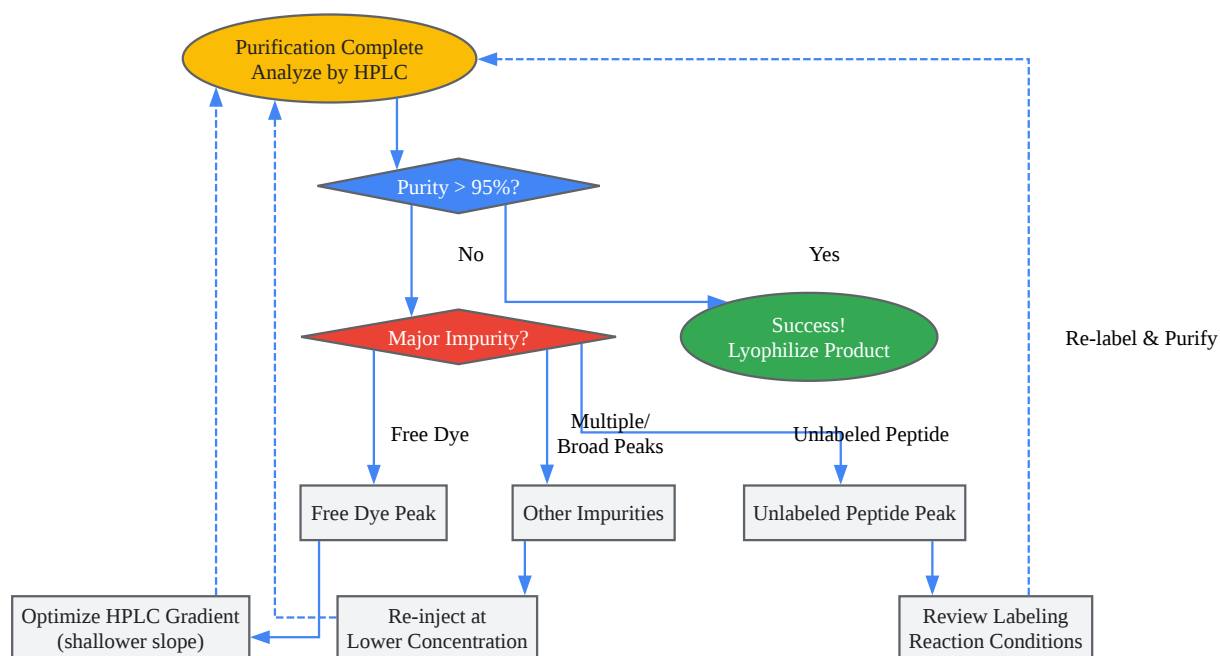 Purification Complete
Analyze by HPLC
Purity > 95%?
No
Yes
Success!
Lyophilize Product
Major Impurity?
Re-label & Purify
Free Dye
Multiple/
Broad Peaks
Unlabeled Peptide
Free Dye Peak
Other Impurities
Unlabeled Peptide Peak
Optimize HPLC Gradient
(shallower slope)
Re-inject at
Lower Concentration
Review Labeling
Reaction Conditions